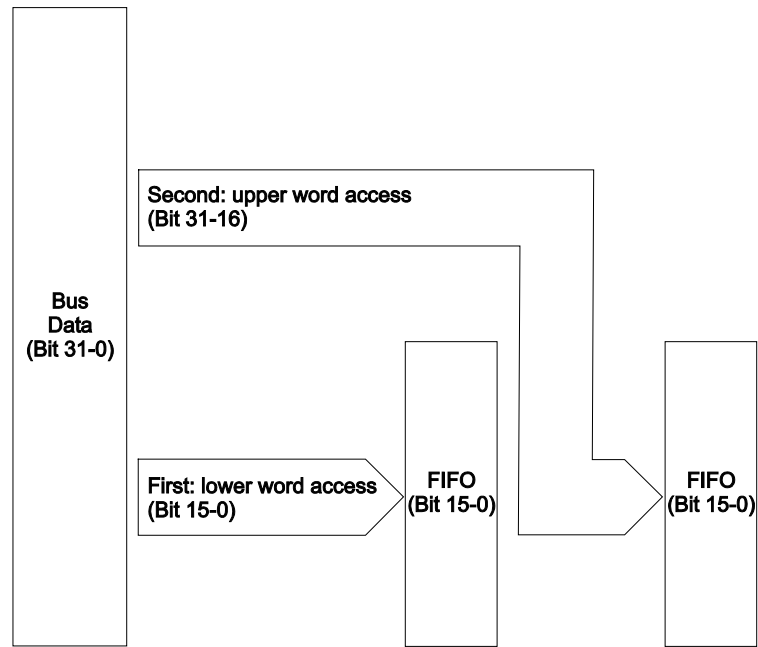 Second: upper word access
(Bit 31-16)
Bus
Data
(Bit 31-0)
First: lower word access
(Bit 15-0)
FIFO
(Bit 15-0)
FIFO
(Bit 15-0)